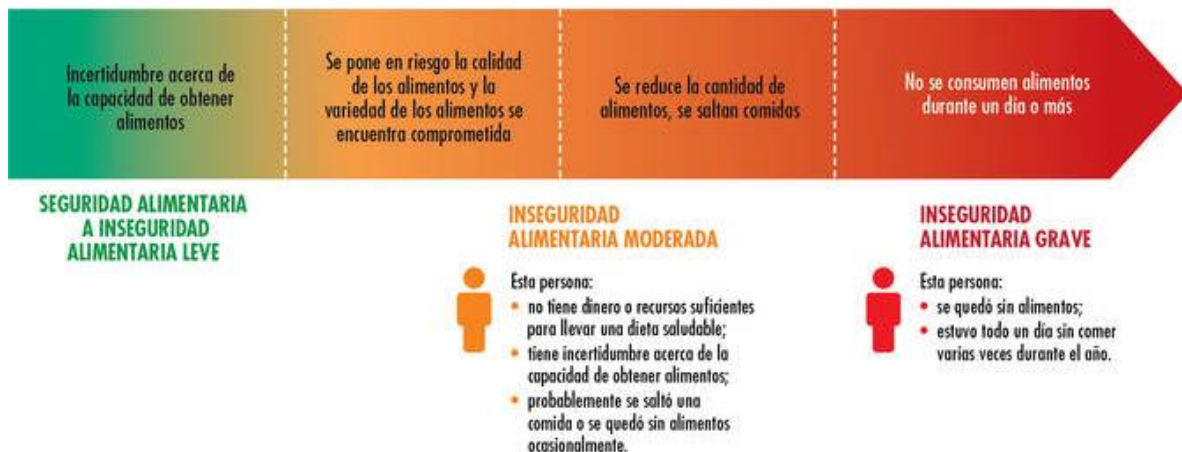 Incertidumbre acerca de
la capacidad de obtener
alimentos
Se pone en riesgo la calidad
de los alimentos y la
variedad de los alimentos se
encuentra comprometida
Se reduce la cantidad de
alimentos, se saltan comidas
No se consumen alimentos
durante un día o más
SEGURIDAD ALIMENTARIA
A INSEGURIDAD
ALIMENTARIA LEVE
INSEGURIDAD
ALIMENTARIA MODERADA
Esta persona:
• no tiene dinero o recursos suficientes
para llevar una dieta saludable;
• tiene incertidumbre acerca de la
capacidad de obtener alimentos;
• probablemente se saltó una
comida o se quedó sin alimentos
ocasionalmente.
INSEGURIDAD
ALIMENTARIA GRAVE
Esta persona:
• se quedó sin alimentos;
• estuvo todo un día sin comer
varias veces durante el año.